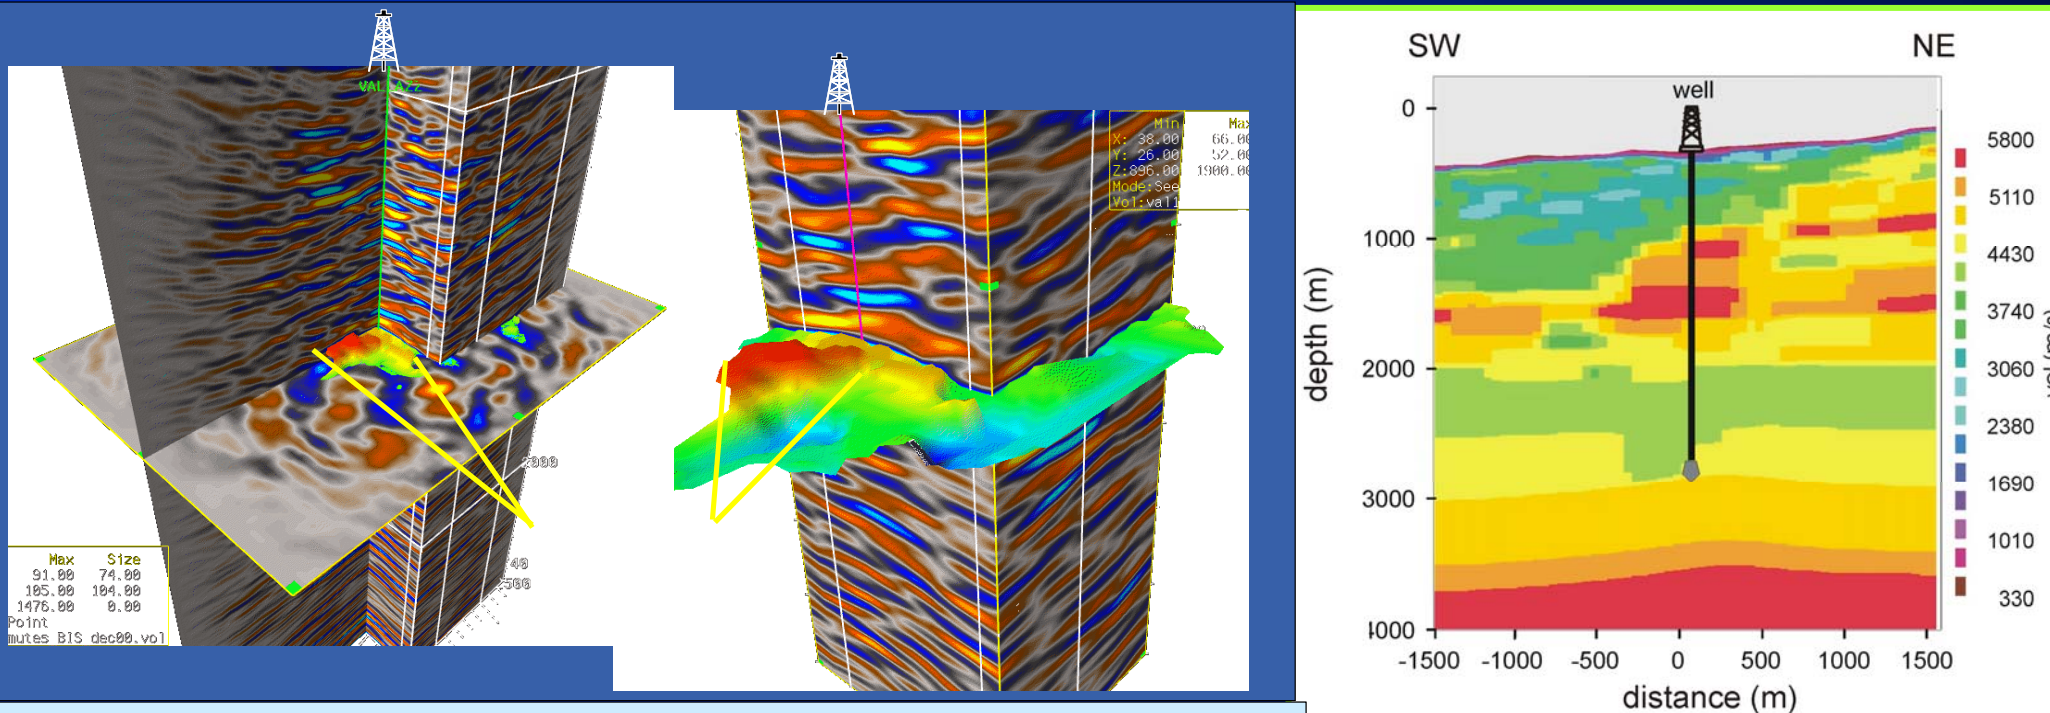 VALLAZZ
2000
40
500
Max Size
91.00 74.00
105.00 104.00
1476.00 0.00
Point
mutes BIS dec00.vol
Min Max
X: 38.00 66.00
Y: 26.00 52.00
Z:896.00 1900.00
Mode:See
Vol:val1
SW NE
well
0
1000
2000
3000
4000
depth (m)
-1500 -1000 -500 0 500 1000 1500
distance (m)
5800
5110
4430
3740
3060
2380
1690
1010
330